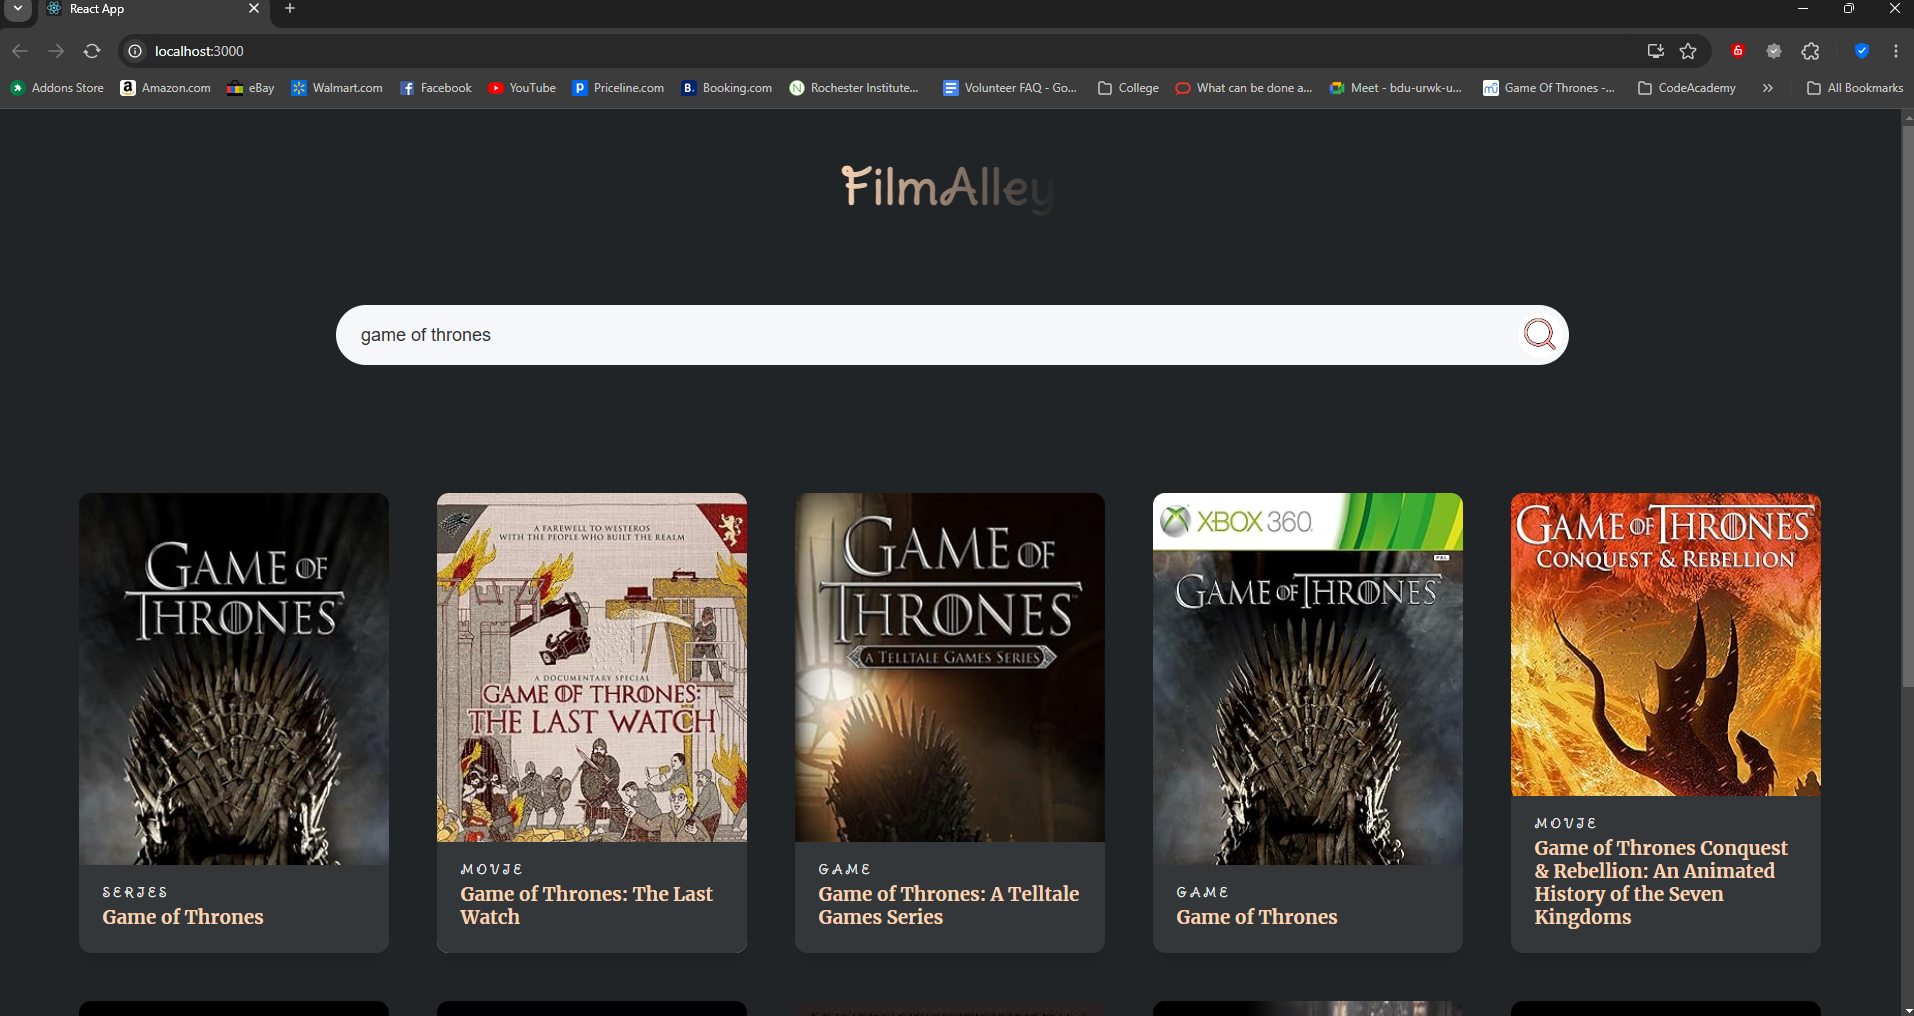 React App
localhost:3000
Addons Store
Amazon.com
eBay
Walmart.com
Facebook
YouTube
Priceline.com
Booking.com
Rochester Institute...
Volunteer FAQ - Go...
College
What can be done a...
Meet - bdu-urwk-u...
Game Of Thrones -...
CodeAcademy
All Bookmarks
FilmAlley
game of thrones
GAME OF
THRONES
SERIES
Game of Thrones
A FAREWELL TO WESTEROS
WITH THE PEOPLE WHO BUILT THE REALM
A DOCUMENTARY SPECIAL
GAME OF THRONES:
THE LAST WATCH
MOVIE
Game of Thrones: The Last
Watch
GAME OF
THRONES
A TELLTALE GAMES SERIES
GAME
Game of Thrones: A Telltale
Games Series
XBOX 360.
PAL
GAME OF THRONES
GAME
Game of Thrones
GAME OF THRONES
CONQUEST & REBELLION
MOVIE
Game of Thrones Conquest
& Rebellion: An Animated
History of the Seven
Kingdoms